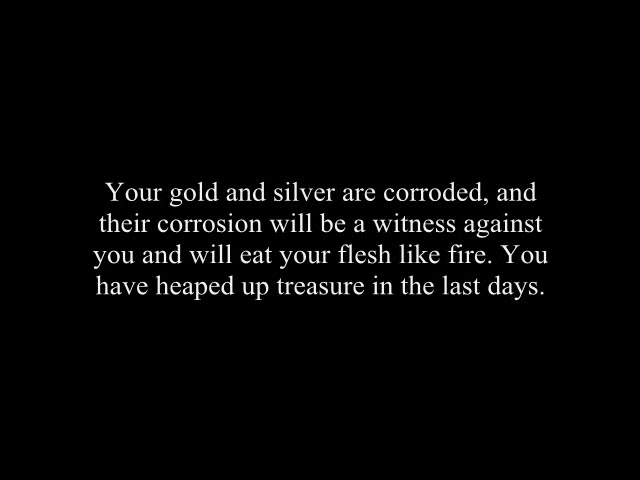 Your gold and silver are corroded, and
their corrosion will be a witness against
you and will eat your flesh like fire. You
have heaped up treasure in the last days.